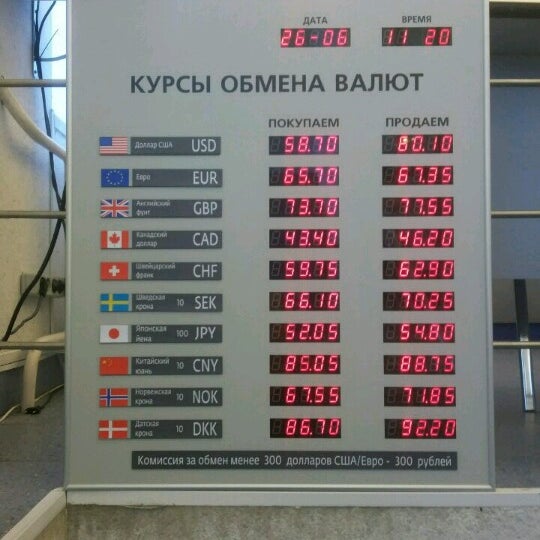 ДАТА ВРЕМЯ
26-06 11 20
КУРСЫ ОБМЕНА ВАЛЮТ
ПОКУПАЕМ ПРОДАЕМ
Доллар США USD 58.70 80.10
Евро EUR 65.70 67.35
Английский фунт GBP 73.70 77.55
Канадский доллар CAD 43.40 46.20
Швейцарский франк CHF 59.75 62.90
Шведская крона 10 SEK 66.10 70.25
Японская йена 100 JPY 52.05 54.80
Китайский юань 10 CNY 85.05 88.75
Норвежская крона 10 NOK 67.55 71.85
Датская крона 10 DKK 86.70 92.20
Комиссия за обмен менее 300 долларов США/Евро - 300 рублей